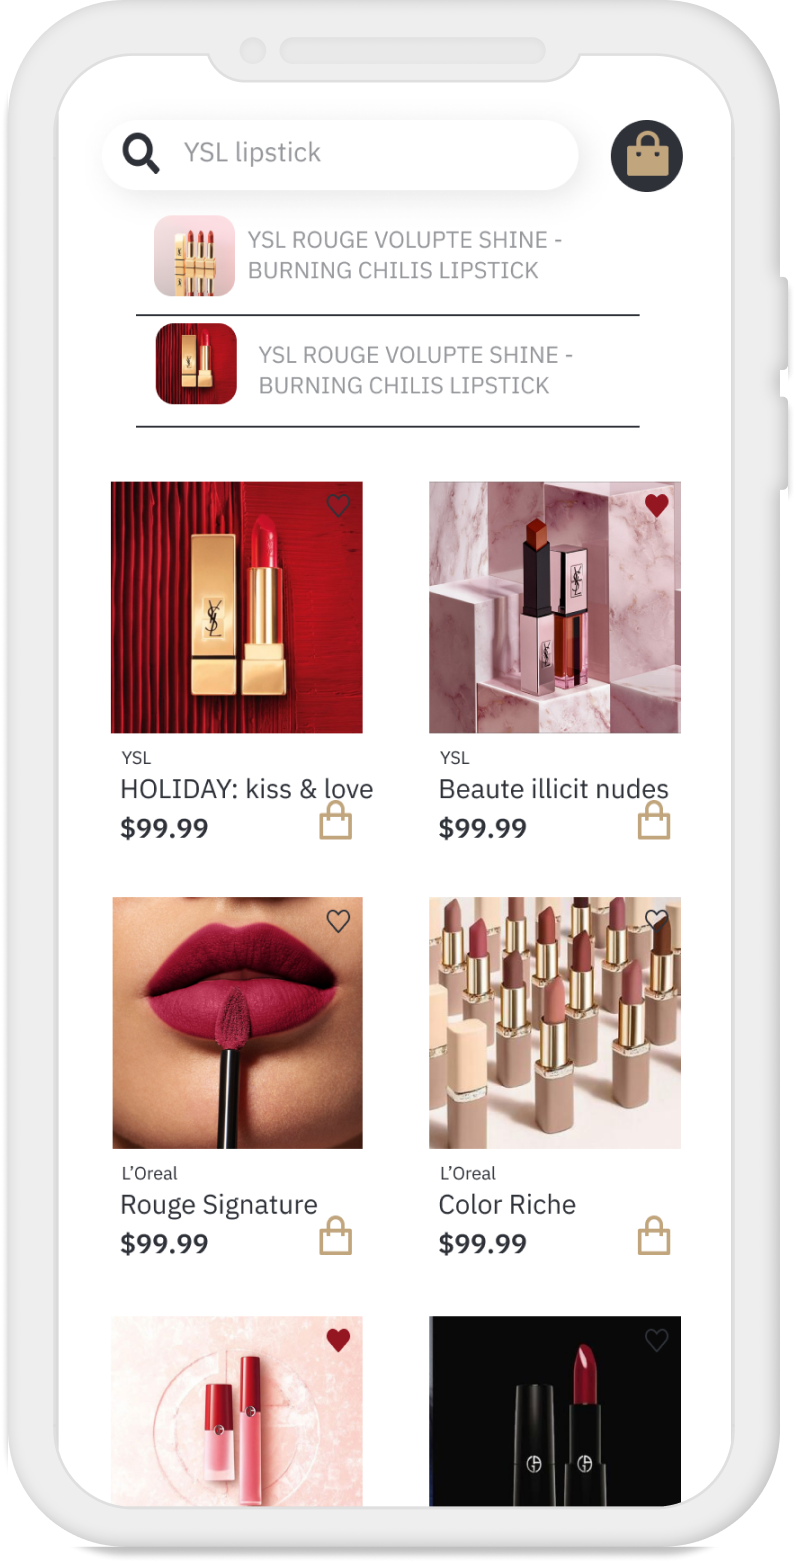 YSL lipstick
YSL ROUGE VOLUPTE SHINE -
BURNING CHILIS LIPSTICK
YSL ROUGE VOLUPTE SHINE -
BURNING CHILIS LIPSTICK
YSL
HOLIDAY: kiss & love
$99.99
YSL
Beaute illicit nudes
$99.99
L’Oreal
Rouge Signature
$99.99
L’Oreal
Color Riche
$99.99